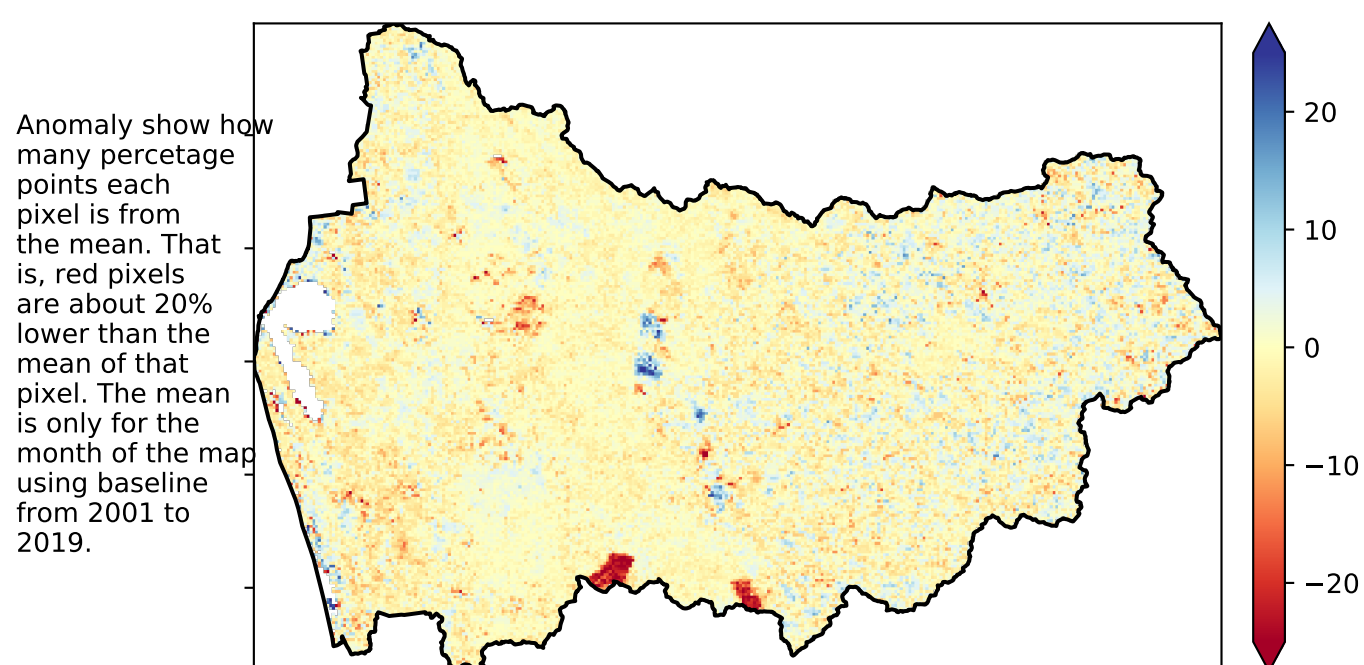 Anomaly show how
many percetage
points each
pixel is from
the mean. That
is, red pixels
are about 20%
lower than the
mean of that
pixel. The mean
is only for the
month of the map
using baseline
from 2001 to
2019.
20
10
0
−10
−20